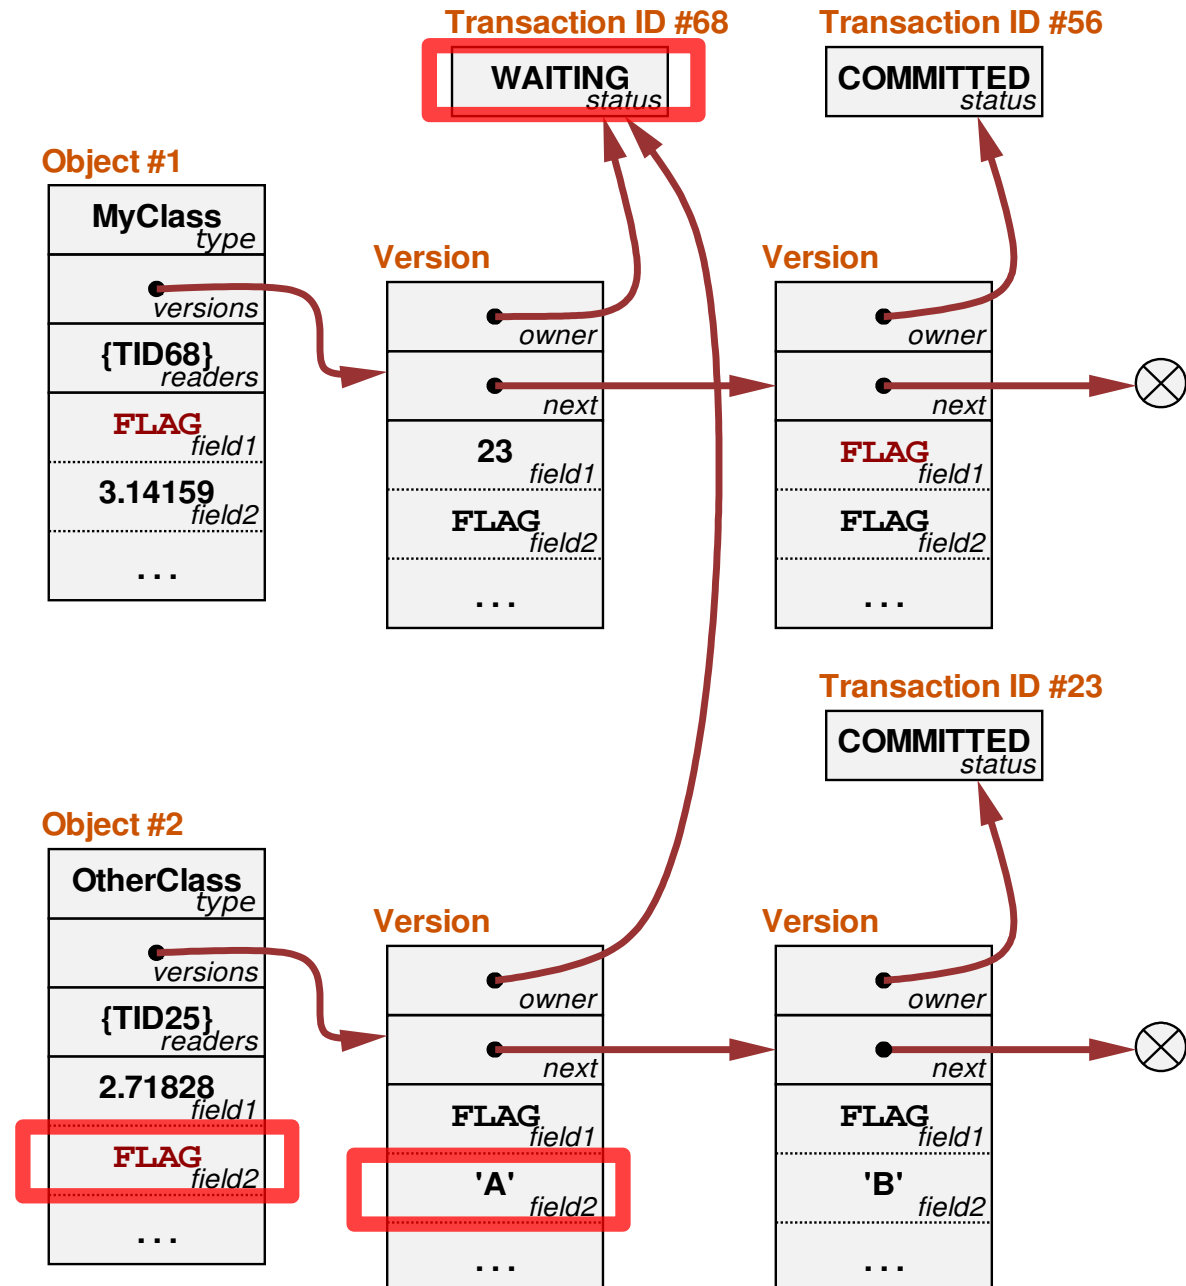 Transaction ID #68
WAITING
status
Transaction ID #56
COMMITTED
status
Object #1
MyClass
type
versions
{TID68}
readers
FLAG
field1
3.14159
field2
...
Version
owner
next
23
field1
FLAG
field2
...
Version
owner
next
FLAG
field1
FLAG
field2
...
Transaction ID #23
COMMITTED
status
Object #2
OtherClass
type
versions
{TID25}
readers
2.71828
field1
FLAG
field2
...
Version
owner
next
FLAG
field1
'A'
field2
...
Version
owner
next
FLAG
field1
'B'
field2
...